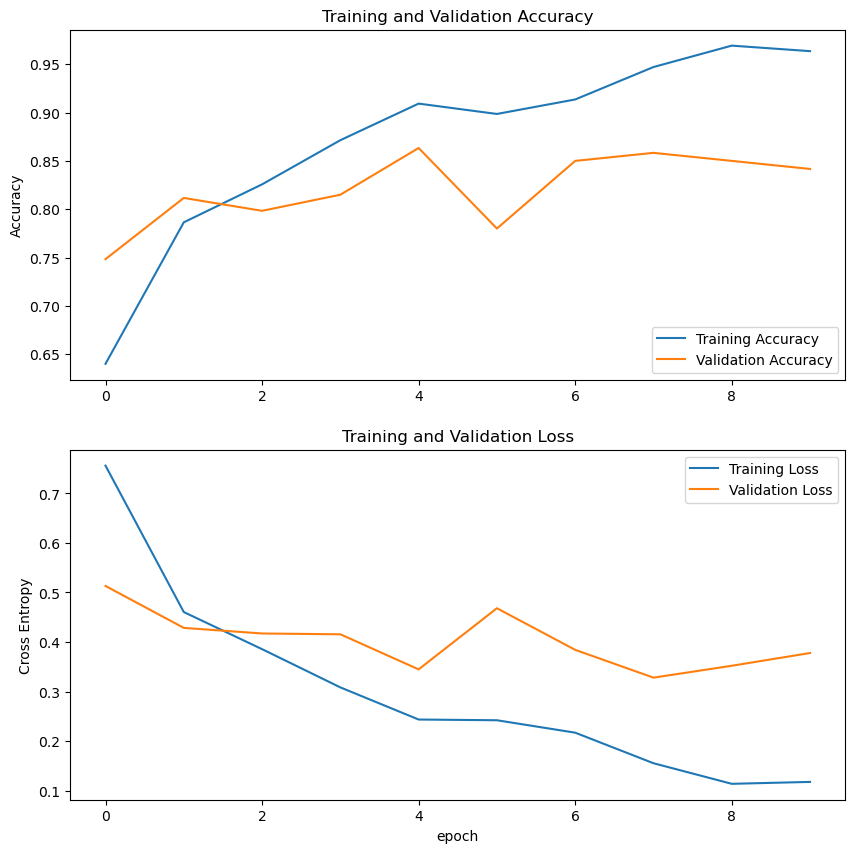 Training and Validation Accuracy
Accuracy
0.95
0.90
0.85
0.80
0.75
0.70
0.65
Training Accuracy
Validation Accuracy
0 2 4 6 8
Training and Validation Loss
Cross Entropy
0.7
0.6
0.5
0.4
0.3
0.2
0.1
Training Loss
Validation Loss
0 2 4 6 8
epoch